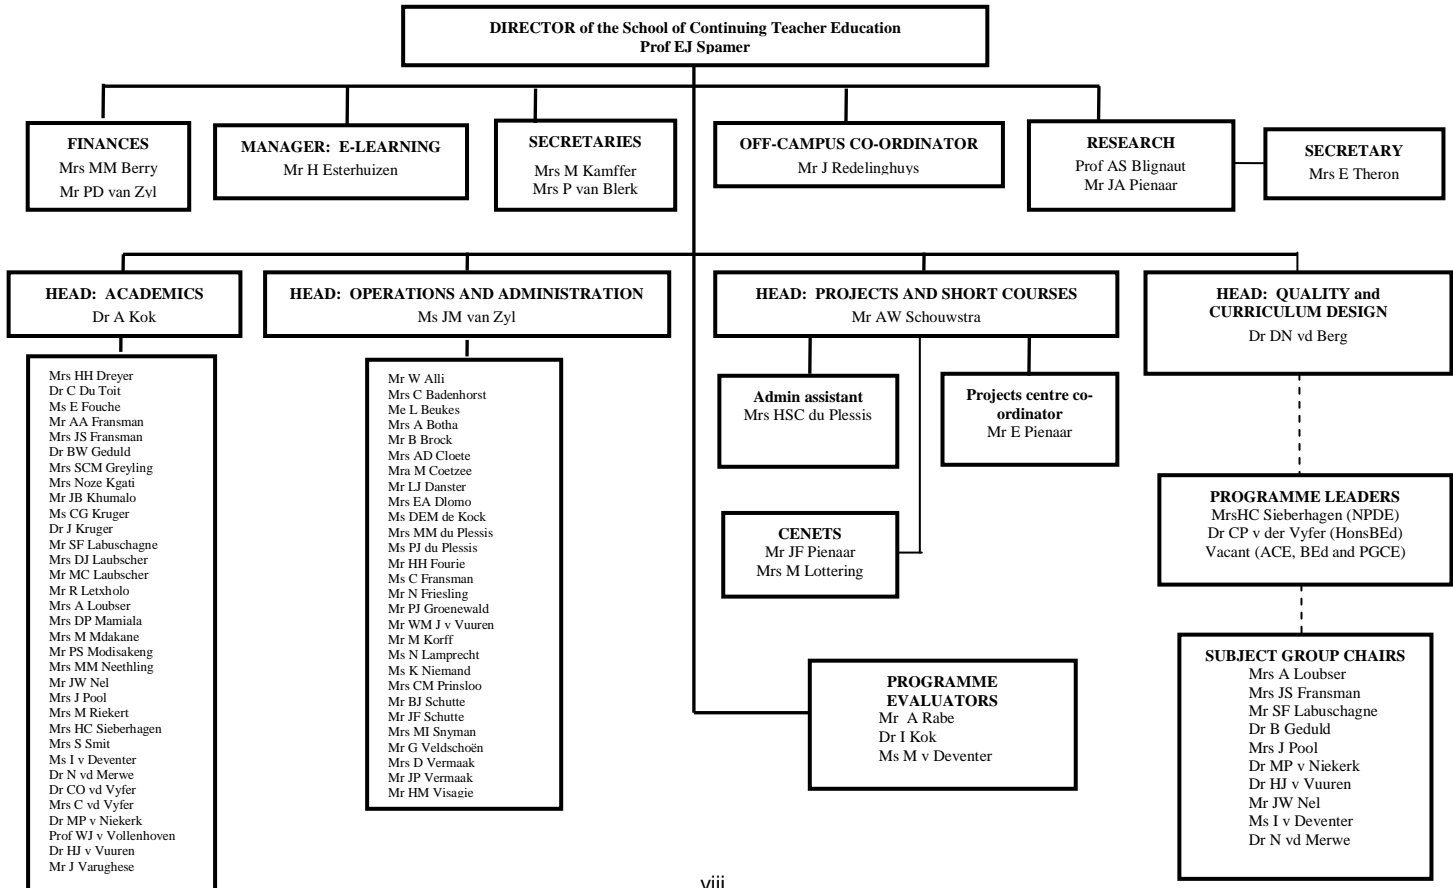 DIRECTOR of the School of Continuing Teacher Education
Prof EJ Spamer
FINANCES
Mrs MM Berry
Mr PD van Zyl
MANAGER: E-LEARNING
Mr H Esterhuizen
SECRETARIES
Mrs M Kamffer
Mrs P van Blerk
OFF-CAMPUS CO-ORDINATOR
Mr J Redelinghuys
RESEARCH
Prof AS Blignaut
Mr JA Pienaar
SECRETARY
Mrs E Theron
HEAD: ACADEMICS
Dr A Kok
HEAD: OPERATIONS AND ADMINISTRATION
Ms JM van Zyl
HEAD: PROJECTS AND SHORT COURSES
Mr AW Schouwstra
HEAD: QUALITY and
CURRICULUM DESIGN
Dr DN vd Berg
Mrs HH Dreyer
Dr C Du Toit
Ms E Fouche
Mr AA Fransman
Mrs JS Fransman
Dr BW Geduld
Mrs SCM Greyling
Mrs Noze Kgati
Mr JB Khumalo
Ms CG Kruger
Dr J Kruger
Mr SF Labuschagne
Mrs DJ Laubscher
Mr MC Laubscher
Mr R Letxholo
Mrs A Loubser
Mrs DP Mamiala
Mrs M Mdakane
Mr PS Modisakeng
Mrs MM Neethling
Mr JW Nel
Mrs J Pool
Mrs M Riekert
Mrs HC Sieberhagen
Mrs S Smit
Ms I v Deventer
Dr N vd Merwe
Dr CO vd Vyfer
Mrs C vd Vyfer
Dr MP v Niekerk
Prof WJ v Vollenhoven
Dr HJ v Vuuren
Mr J Varughese
Mr W Alli
Mrs C Badenhorst
Me L Beukes
Mrs A Botha
Mr B Brock
Mrs AD Cloete
Mra M Coetzee
Mr LJ Danster
Mrs EA Dlomo
Ms DEM de Kock
Mrs MM du Plessis
Ms PJ du Plessis
Mr HH Fourie
Ms C Fransman
Mr N Friesling
Mr PJ Groenewald
Mr WM J v Vuuren
Mr M Korff
Ms N Lamprecht
Ms K Niemand
Mrs CM Prinsloo
Mr BJ Schutte
Mr JF Schutte
Mrs MI Snyman
Mr G Veldschoën
Mrs D Vermaak
Mr JP Vermaak
Mr HM Visagie
Admin assistant
Mrs HSC du Plessis
Projects centre co-
ordinator
Mr E Pienaar
CENETS
Mr JF Pienaar
Mrs M Lottering
PROGRAMME
EVALUATORS
Mr A Rabe
Dr I Kok
Ms M v Deventer
PROGRAMME LEADERS
MrsHC Sieberhagen (NPDE)
Dr CP v der Vyfer (HonsBEd)
Vacant (ACE, BEd and PGCE)
SUBJECT GROUP CHAIRS
Mrs A Loubser
Mrs JS Fransman
Mr SF Labuschagne
Dr B Geduld
Mrs J Pool
Dr MP v Niekerk
Dr HJ v Vuuren
Mr JW Nel
Ms I v Deventer
Dr N vd Merwe
viii